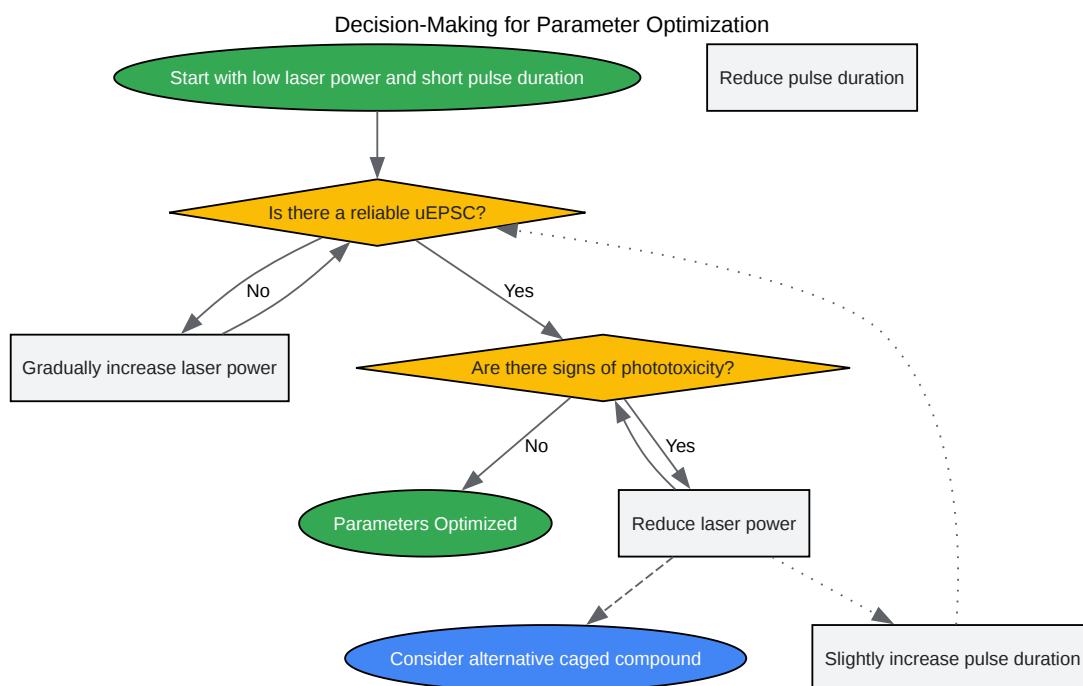 Decision-Making for Parameter Optimization
Start with low laser power and short pulse duration
Reduce pulse duration
Is there a reliable uEPSC?
No
Yes
Gradually increase laser power
Are there signs of phototoxicity?
No
Yes
Parameters Optimized
Reduce laser power
Consider alternative caged compound
Slightly increase pulse duration